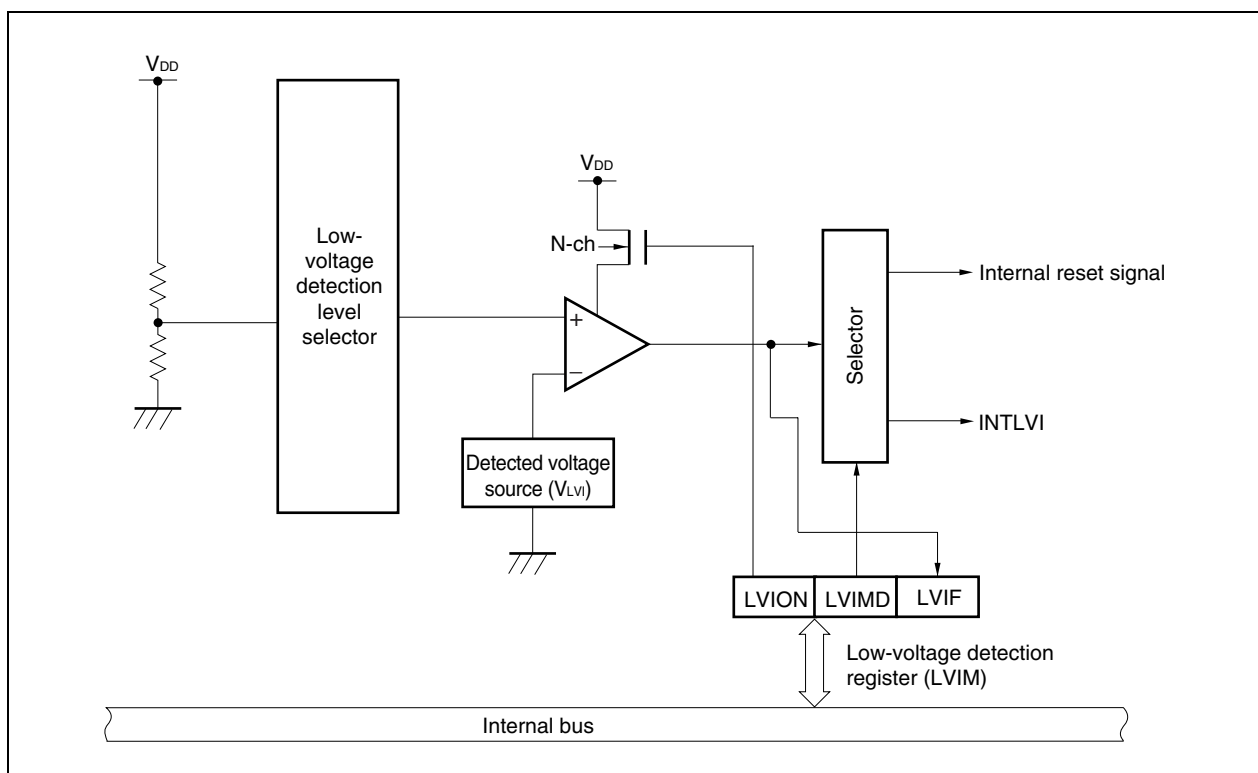 VDD
Low-
voltage
detection
level
selector
VDD
N-ch
+
−
Detected voltage
source (VLVI)
Selector
Internal reset signal
INTLVI
LVION
LVIMD
LVIF
Low-voltage detection
register (LVIM)
Internal bus